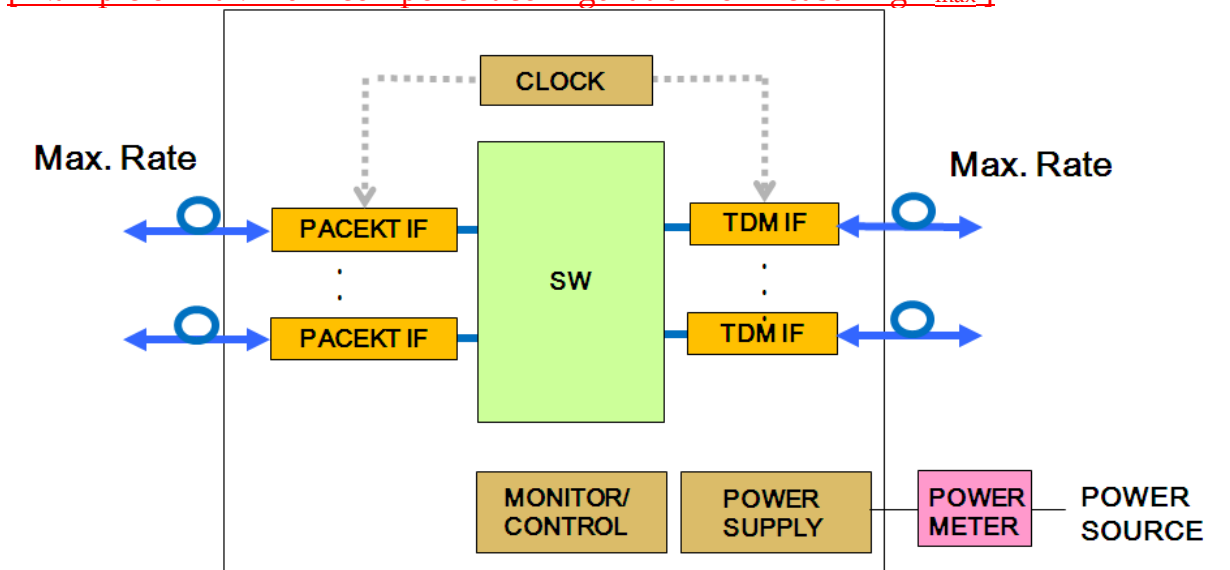 max
CLOCK
Max. Rate
Max. Rate
PACEKT IF
TDM IF
SW
PACEKT IF
TDM IF
MONITOR/
CONTROL
POWER
SUPPLY
POWER
METER
POWER
SOURCE